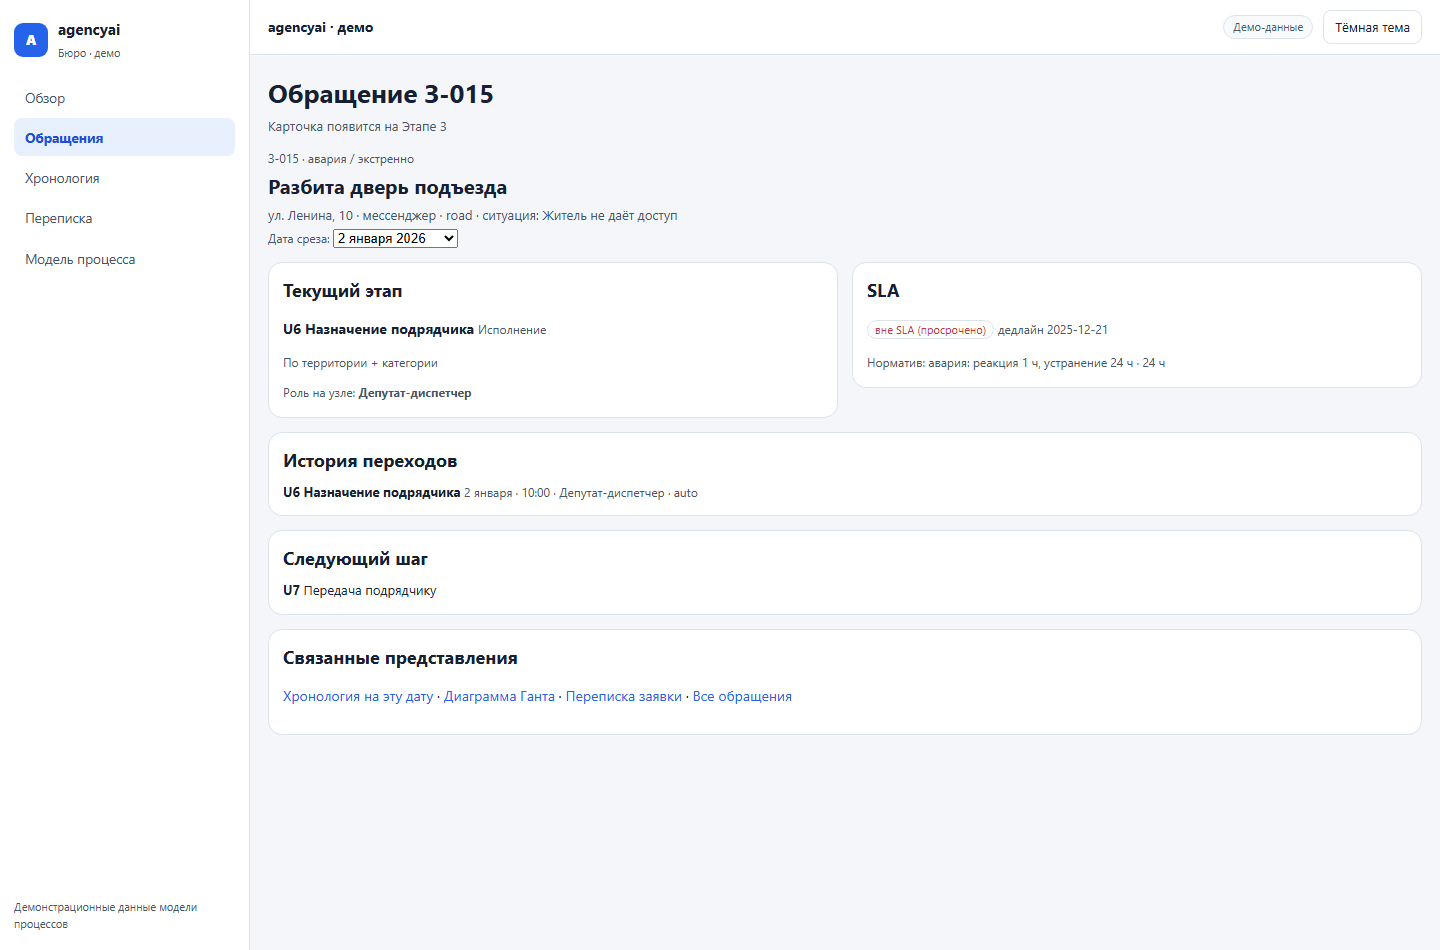 A
agencyai
Бюро · демо
Обзор
Обращения
Хронология
Переписка
Модель процесса
Демонстрационные данные модели
процессов
agencyai · демо
Демо-данные
Тёмная тема
Обращение 3-015
Карточка появится на Этапе 3
3-015 · авария / экстренно
Разбита дверь подъезда
ул. Ленина, 10 · мессенджер · road · ситуация: Житель не даёт доступ
Дата среза: 2 января 2026
Текущий этап
U6 Назначение подрядчика Исполнение
По территории + категории
Роль на узле: Депутат-диспетчер
SLA
вне SLA (просрочено) дедлайн 2025-12-21
Норматив: авария: реакция 1 ч, устранение 24 ч · 24 ч
История переходов
U6 Назначение подрядчика 2 января · 10:00 · Депутат-диспетчер · auto
Следующий шаг
U7 Передача подрядчику
Связанные представления
Хронология на эту дату · Диаграмма Ганта · Переписка заявки · Все обращения